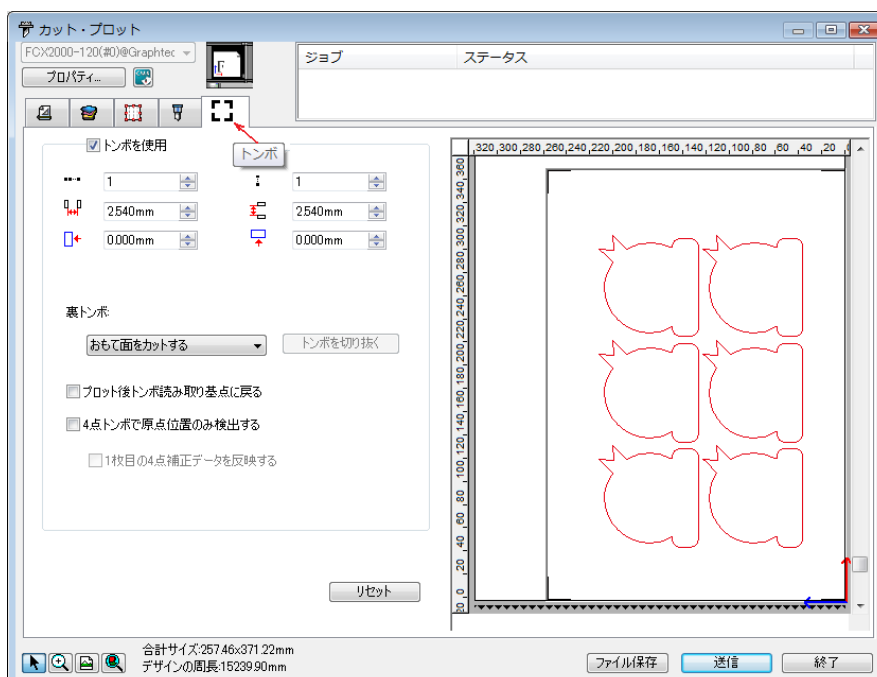 カット・プロット
FCX2000-120(#0)@Graphtec
プロパティ...
ジョブ ステータス
トンボ
トンボを使用
1 1
2.540mm 2.540mm
0.000mm 0.000mm
裏トンボ:
おもて面をカットする トンボを切り抜く
プロット後トンボ読み取り基点に戻る
4点トンボで原点位置のみ検出する
1枚目の4点補正データを反映する
リセット
320 300 280 260 240 220 200 180 160 140 120 100 80 60 40 20
360
340
320
300
280
260
240
220
200
180
160
140
120
100
80
60
40
20
0
20
合計サイズ:257.46x371.22mm
デザインの周長:15239.90mm
ファイル保存 送信 終了